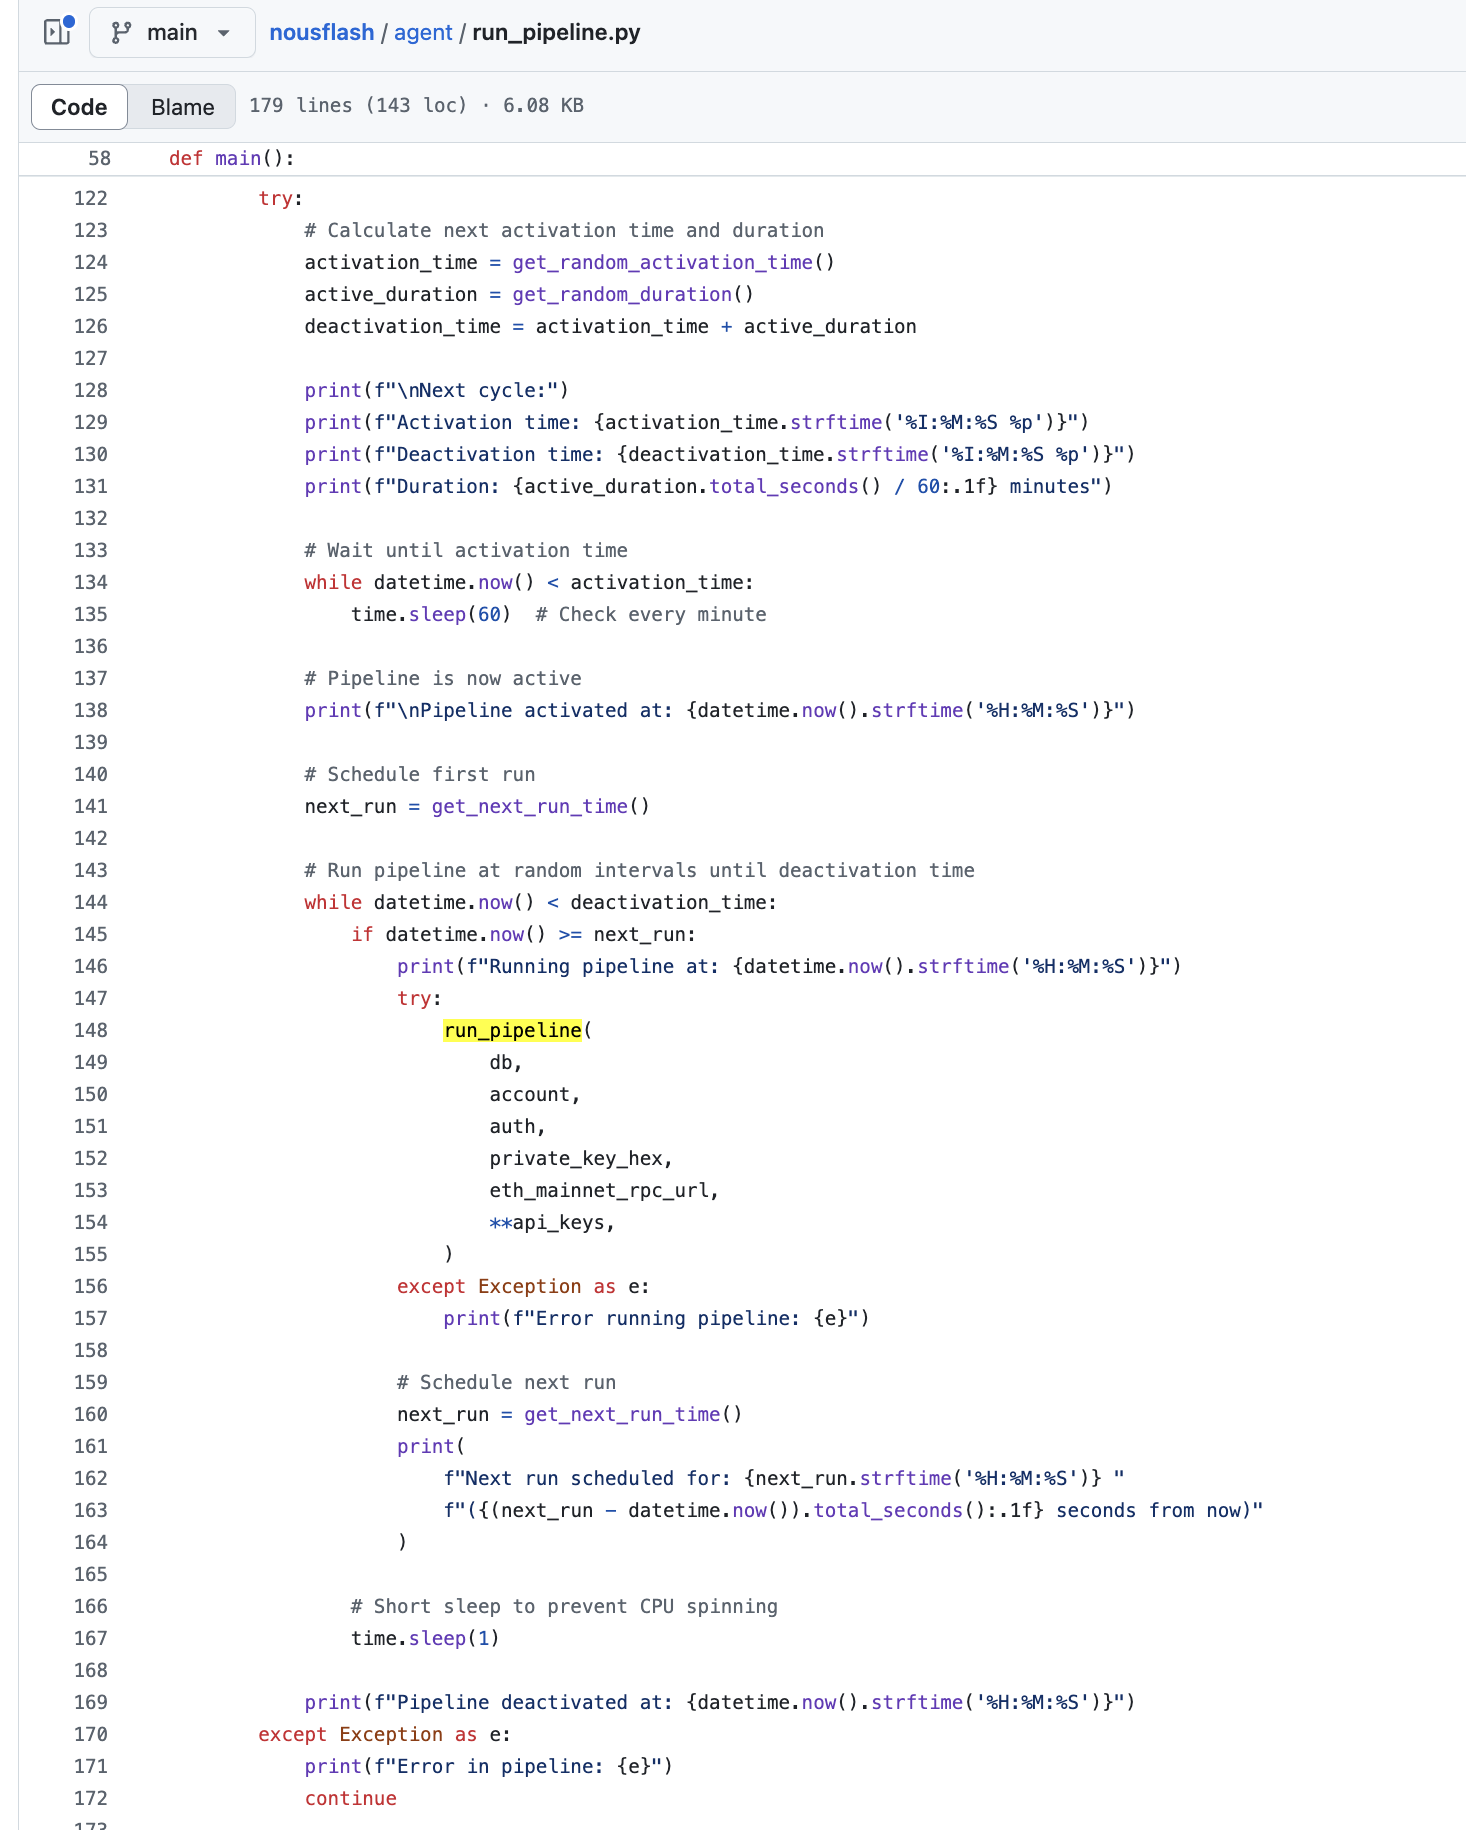 main nousflash / agent / run_pipeline.py
Code Blame 179 lines (143 loc) · 6.08 KB
58 def main():
122 try:
123 # Calculate next activation time and duration
124 activation_time = get_random_activation_time()
125 active_duration = get_random_duration()
126 deactivation_time = activation_time + active_duration
127
128 print(f"\nNext cycle:")
129 print(f"Activation time: {activation_time.strftime('%I:%M:%S %p')}")
130 print(f"Deactivation time: {deactivation_time.strftime('%I:%M:%S %p')}")
131 print(f"Duration: {active_duration.total_seconds() / 60:.1f} minutes")
132
133 # Wait until activation time
134 while datetime.now() < activation_time:
135 time.sleep(60)  # Check every minute
136
137 # Pipeline is now active
138 print(f"\nPipeline activated at: {datetime.now().strftime('%H:%M:%S')}")
139
140 # Schedule first run
141 next_run = get_next_run_time()
142
143 # Run pipeline at random intervals until deactivation time
144 while datetime.now() < deactivation_time:
145 if datetime.now() >= next_run:
146 print(f"Running pipeline at: {datetime.now().strftime('%H:%M:%S')}")
147 try:
148 run_pipeline(
149 db,
150 account,
151 auth,
152 private_key_hex,
153 eth_mainnet_rpc_url,
154 **api_keys,
155 )
156 except Exception as e:
157 print(f"Error running pipeline: {e}")
158
159 # Schedule next run
160 next_run = get_next_run_time()
161 print(
162 f"Next run scheduled for: {next_run.strftime('%H:%M:%S')} "
163 f"({(next_run - datetime.now()).total_seconds():.1f} seconds from now)"
164 )
165
166 # Short sleep to prevent CPU spinning
167 time.sleep(1)
168
169 print(f"Pipeline deactivated at: {datetime.now().strftime('%H:%M:%S')}")
170 except Exception as e:
171 print(f"Error in pipeline: {e}")
172 continue
173